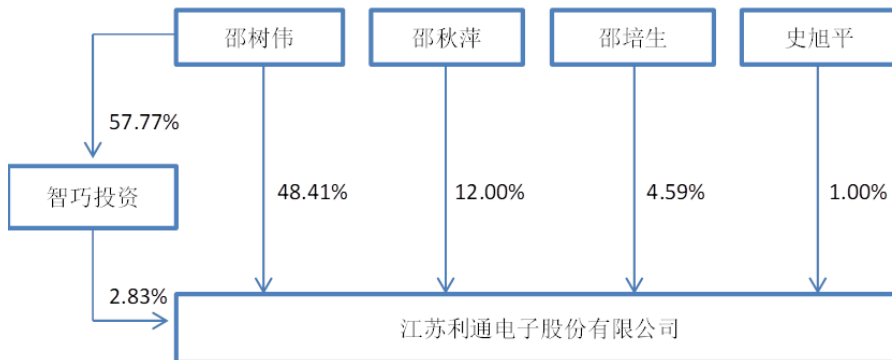 邵树伟
邵秋萍
邵培生
史旭平
57.77%
智巧投资
48.41%
12.00%
4.59%
1.00%
2.83%
江苏利通电子股份有限公司